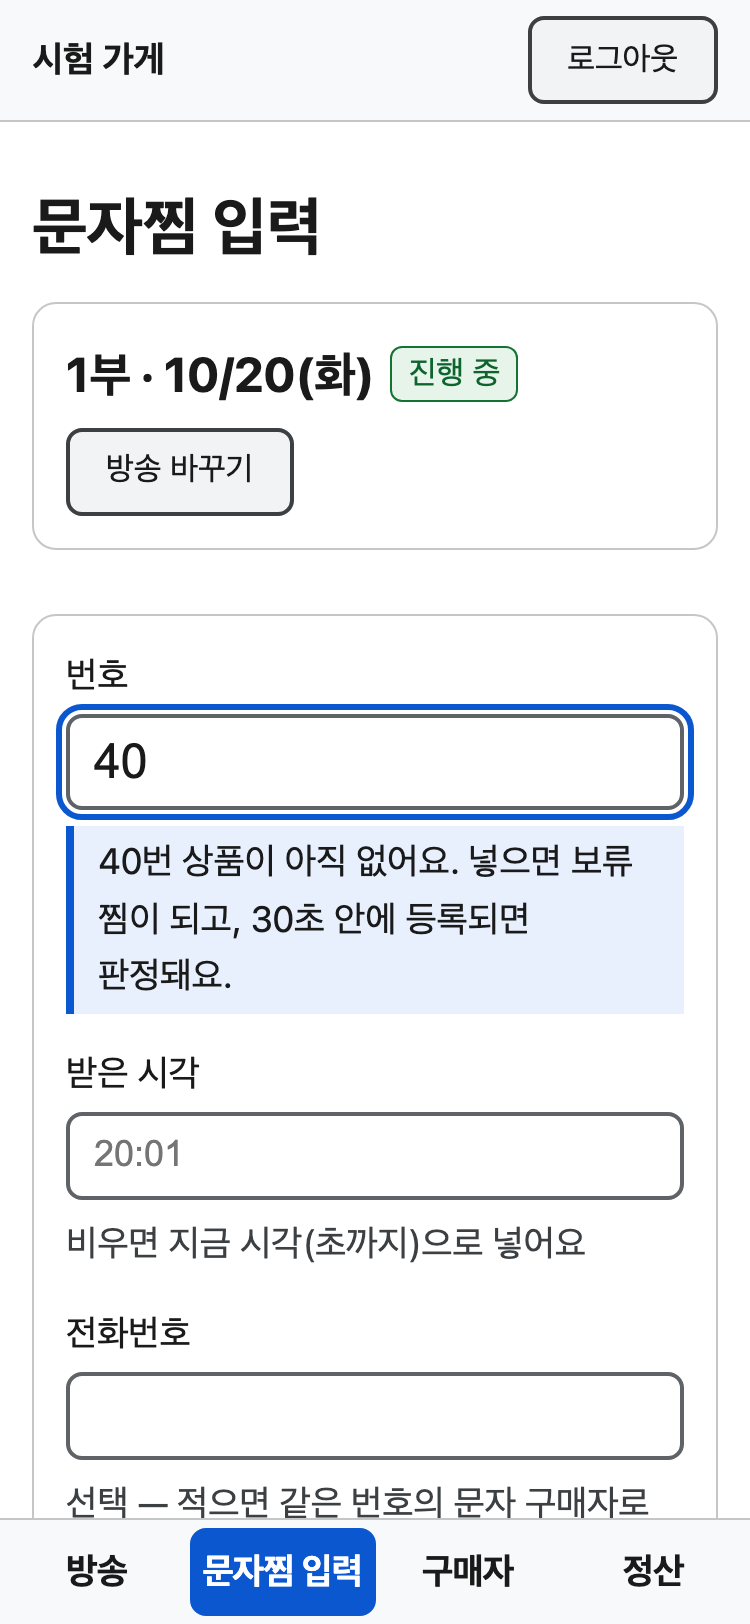 시험 가게
로그아웃
문자찜 입력
1부 · 10/20(화)
진행 중
방송 바꾸기
번호
40
40번 상품이 아직 없어요. 넣으면 보류
찜이 되고, 30초 안에 등록되면
판정돼요.
받은 시각
20:01
비우면 지금 시각(초까지)으로 넣어요
전화번호
선택 — 적으면 같은 번호의 문자 구매자로
방송
문자찜 입력
구매자
정산